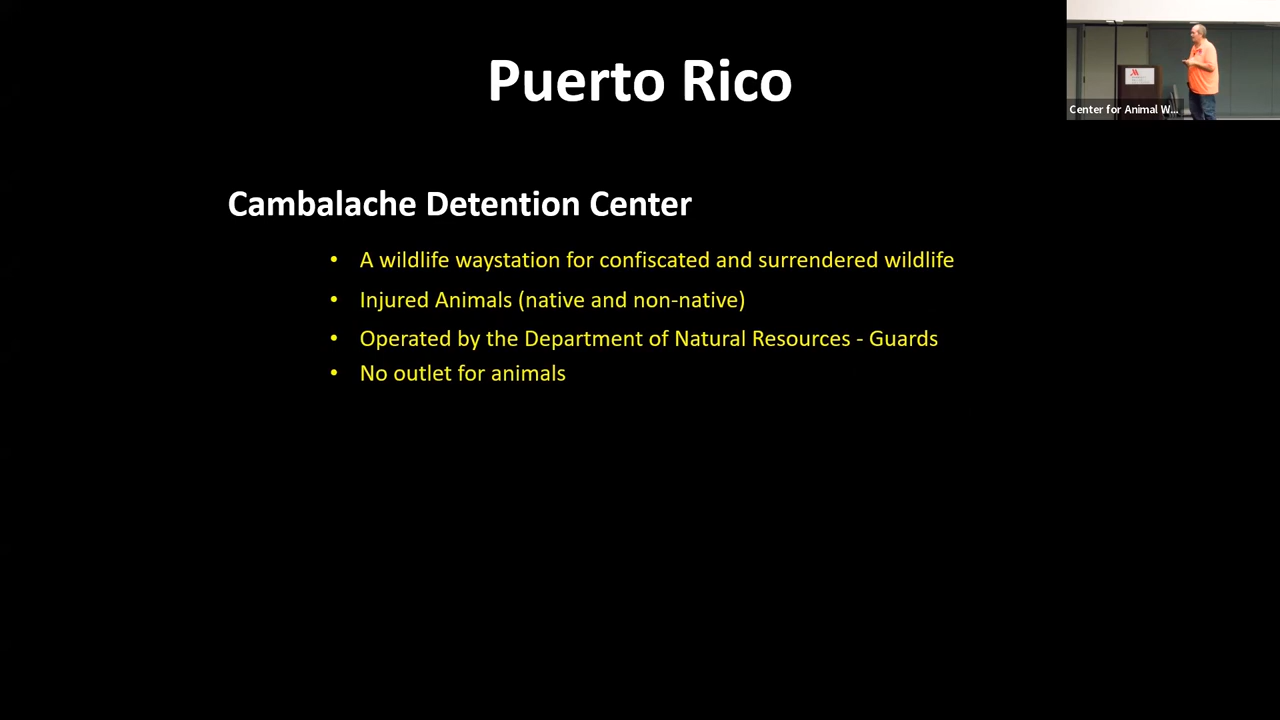 Puerto Rico
Center for Animal W...
Cambalache Detention Center
• A wildlife waystation for confiscated and surrendered wildlife
• Injured Animals (native and non-native)
• Operated by the Department of Natural Resources - Guards
• No outlet for animals